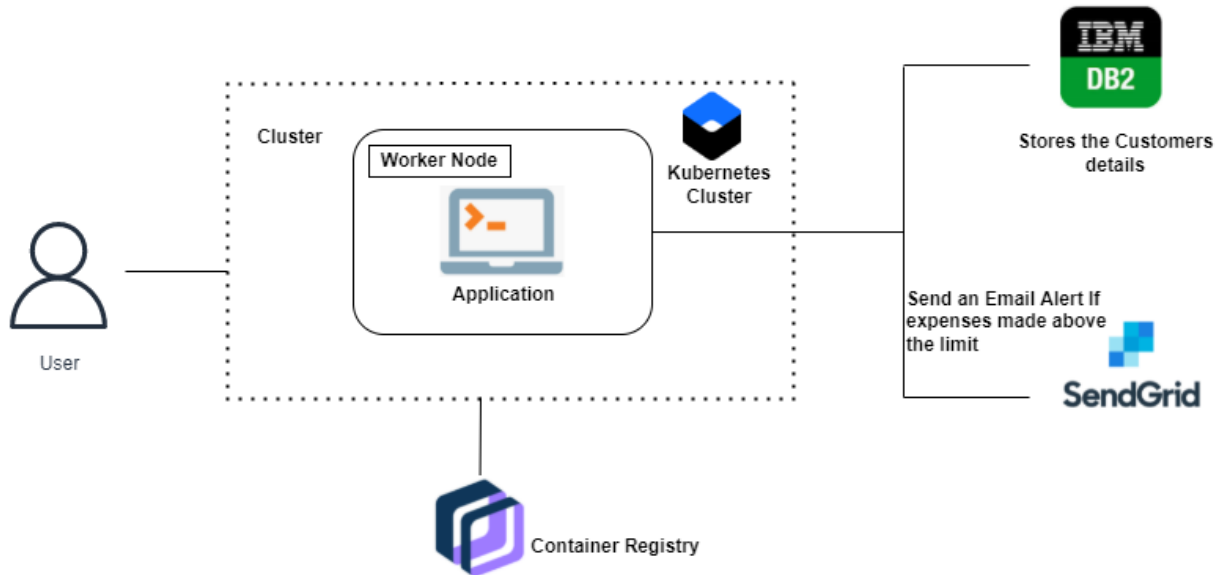 IBM
DB2
Stores the Customers
details
Cluster
Worker Node
Kubernetes
Cluster
Application
User
Send an Email Alert If
expenses made above
the limit
SendGrid
Container Registry